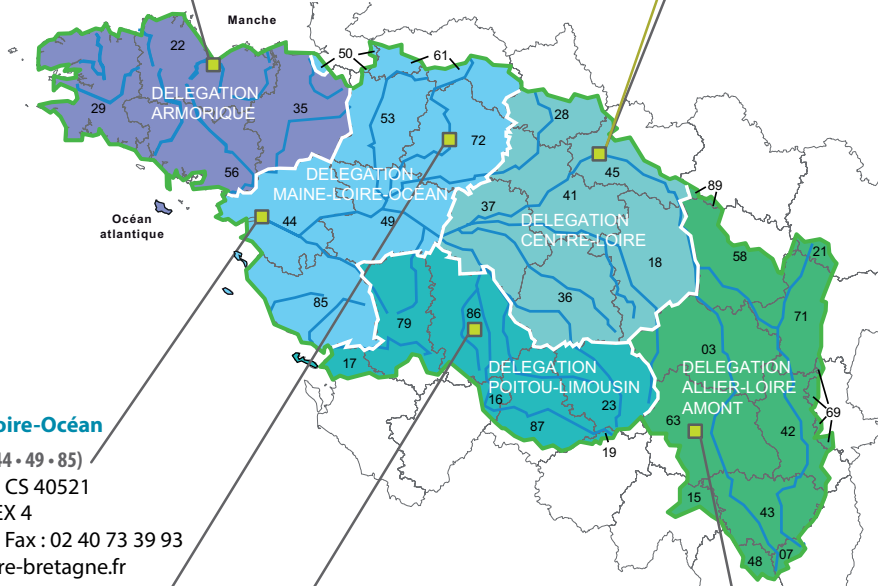 Manche
22
50
61
DELEGATION
ARMORIQUE
29
35
53
28
72
45
56
DELEGATION
MAINE-LOIRE-OCÉAN
41
89
Océan
atlantique
44
49
37
DELEGATION
CENTRE-LOIRE
58
21
18
85
36
71
79
86
03
17
DELEGATION
POITOU-LIMOUSIN
DELEGATION
ALLIER-LOIRE
AMONT
16
23
69
87
63
42
19
15
43
48
07
oire-Océan
44 • 49 • 85)
CS 40521
EX 4
Fax : 02 40 73 39 93
re-bretagne.fr